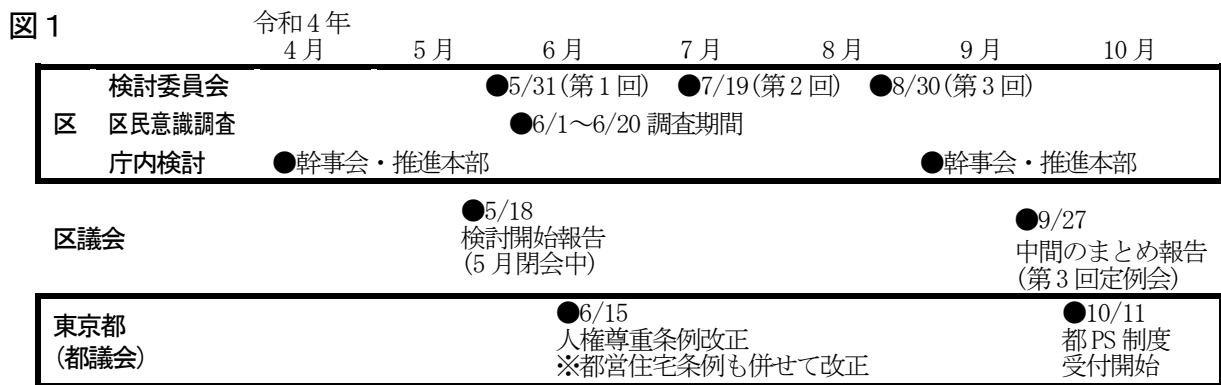 図1
令和4年
4月 5月 6月 7月 8月 9月 10月
検討委員会 ●5/31(第1回) ●7/19(第2回) ●8/30(第3回)
区 区民意識調査 ●6/1~6/20調査期間
庁内検討 ●幹事会・推進本部 ●幹事会・推進本部
区議会
●5/18
検討開始報告
(5月閉会中)
●9/27
中間のまとめ報告
(第3回定例会)
東京都
(都議会)
●6/15
人権尊重条例改正
※都営住宅条例も併せて改正
●10/11
都PS制度
受付開始